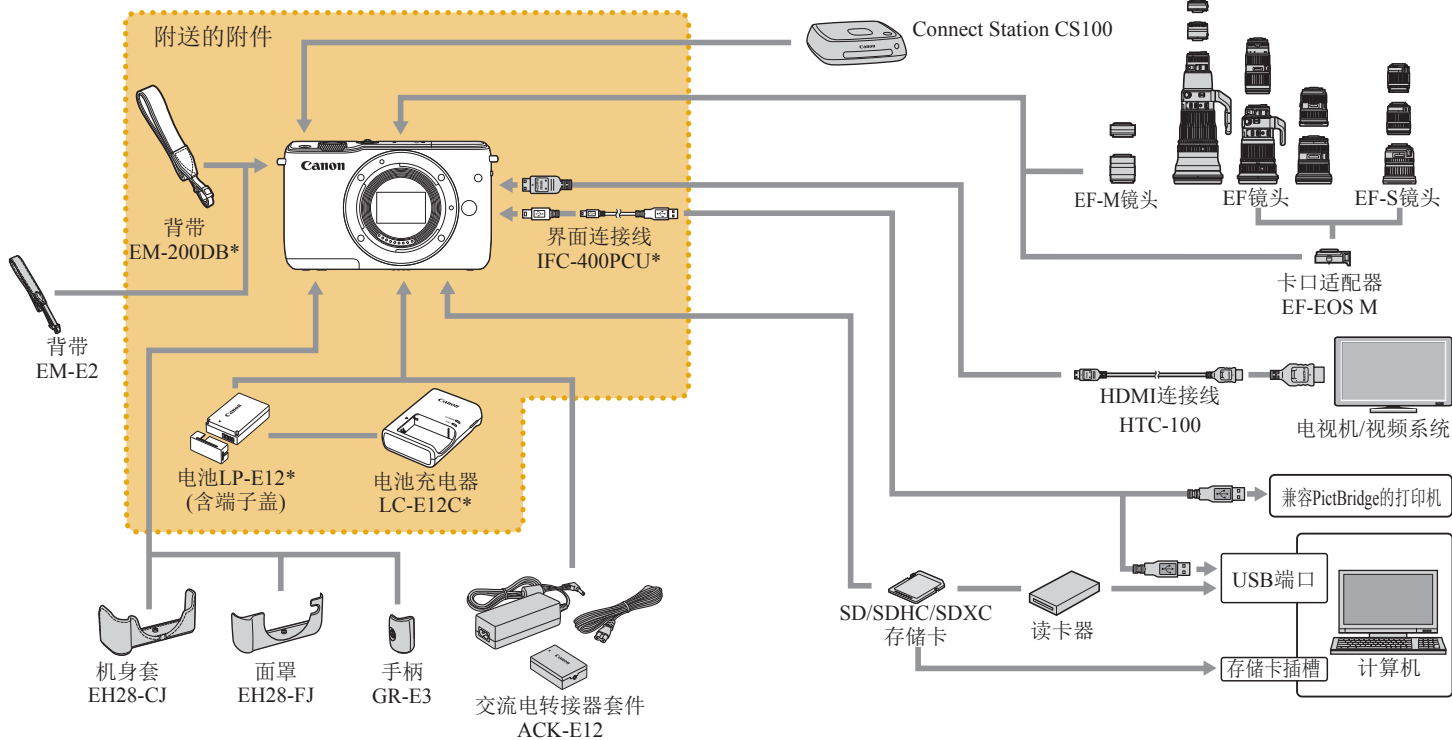 附送的附件
Connect Station CS100
Canon
Canon
EF-M镜头
EF镜头
EF-S镜头
背带
EM-200DB*
界面连接线
IFC-400PCU*
卡口适配器
EF-EOS M
背带
EM-E2
HDMI连接线
HTC-100
电视机/视频系统
Canon
Canon
电池LP-E12*
(含端子盖)
电池充电器
LC-E12C*
兼容PictBridge的打印机
USB端口
SD/SDHC/SDXC
存储卡
读卡器
存储卡插槽
计算机
机身套
EH28-CJ
面罩
EH28-FJ
手柄
GR-E3
Canon
交流电转接器套件
ACK-E12